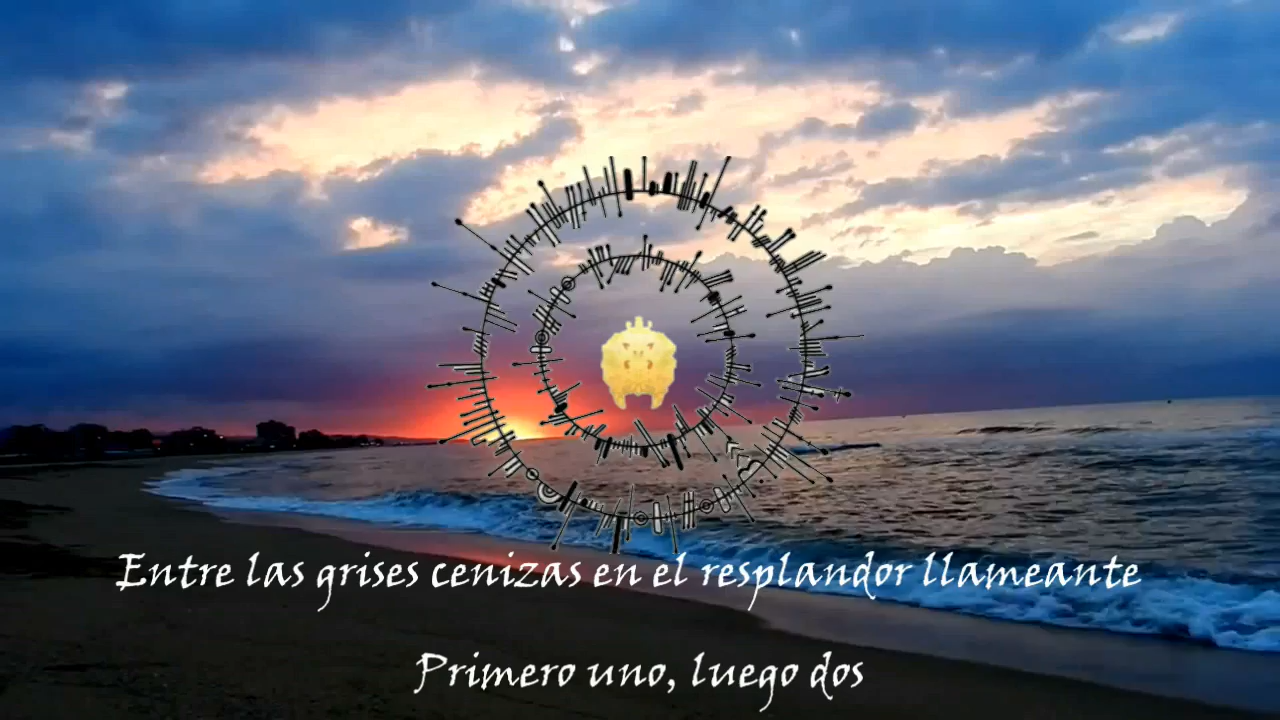 Entre las grises cenizas en el resplandor llameante
Primero uno, luego dos